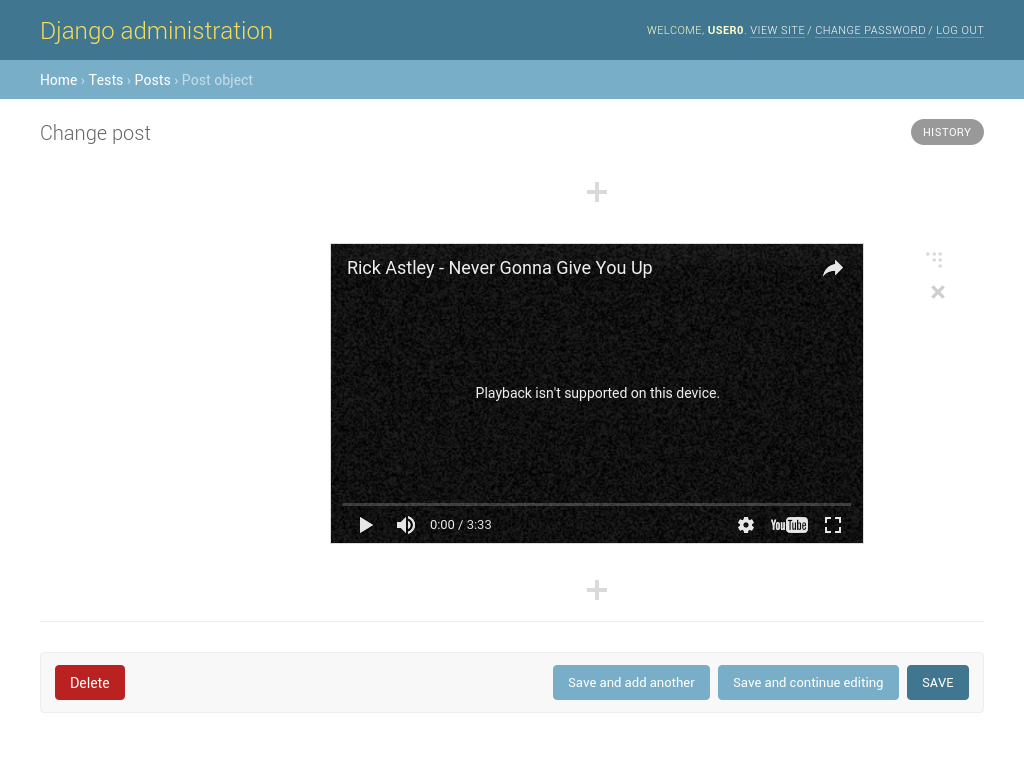 Django administration
WELCOME, USER0. VIEW SITE / CHANGE PASSWORD / LOG OUT
Home › Tests › Posts › Post object
Change post
HISTORY
Rick Astley - Never Gonna Give You Up
Playback isn't supported on this device.
0:00 / 3:33
YouTube
Delete
Save and add another
Save and continue editing
SAVE